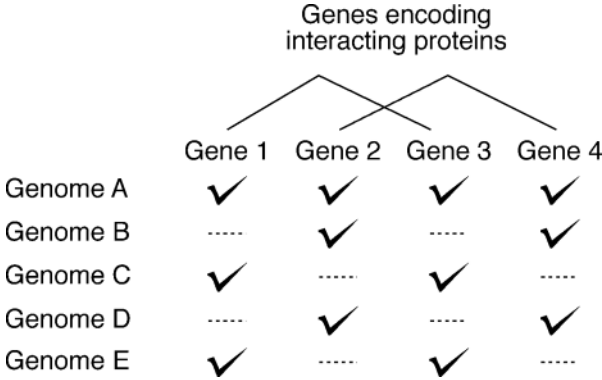 Genes encoding
interacting proteins
Gene 1 Gene 2 Gene 3 Gene 4
Genome A
Genome B
Genome C
Genome D
Genome E